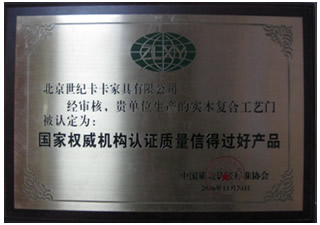 北京世纪卡卡家具有限公司
经审核，贵单位生产的实木复合工艺门
被认定为：
国家权威机构认证质量信得过好产品